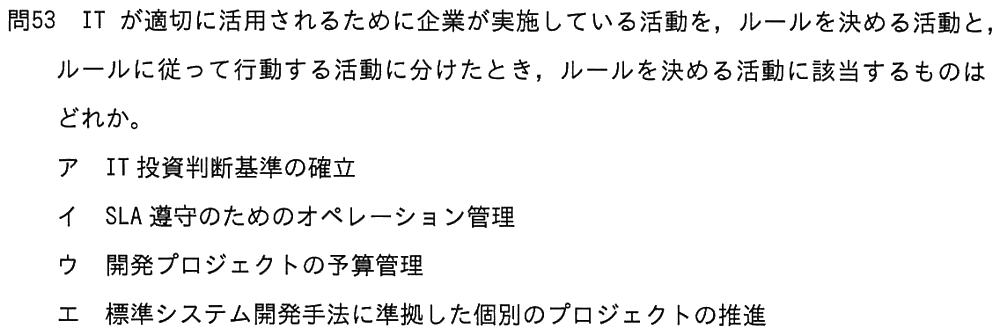 問53 IT が適切に活用されるために企業が実施している活動を，ルールを決める活動と，
ルールに従って行動する活動に分けたとき，ルールを決める活動に該当するものは
どれか。
ア IT 投資判断基準の確立
イ SLA 遵守のためのオペレーション管理
ウ 開発プロジェクトの予算管理
エ 標準システム開発手法に準拠した個別のプロジェクトの推進